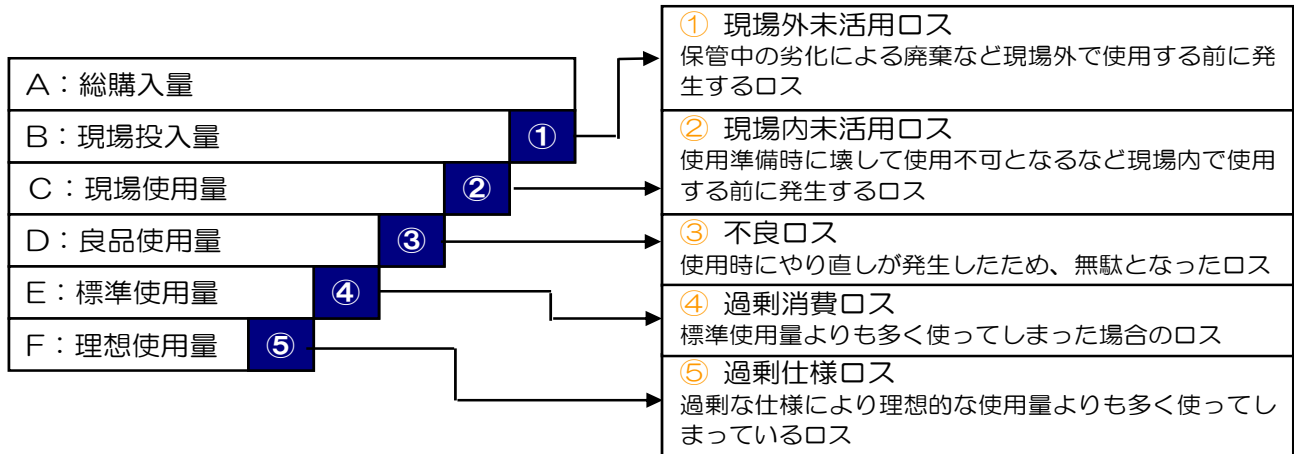 A：総購入量
B：現場投入量
①
C：現場使用量
②
D：良品使用量
③
E：標準使用量
④
F：理想使用量
⑤
① 現場外未活用ロス
保管中の劣化による廃棄など現場外で使用する前に発
生するロス
② 現場内未活用ロス
使用準備時に壊して使用不可となるなど現場内で使用
する前に発生するロス
③ 不良ロス
使用時にやり直しが発生したため、無駄となったロス
④ 過剰消費ロス
標準使用量よりも多く使ってしまった場合のロス
⑤ 過剰仕様ロス
過剰な仕様により理想的な使用量よりも多く使ってし
まっているロス